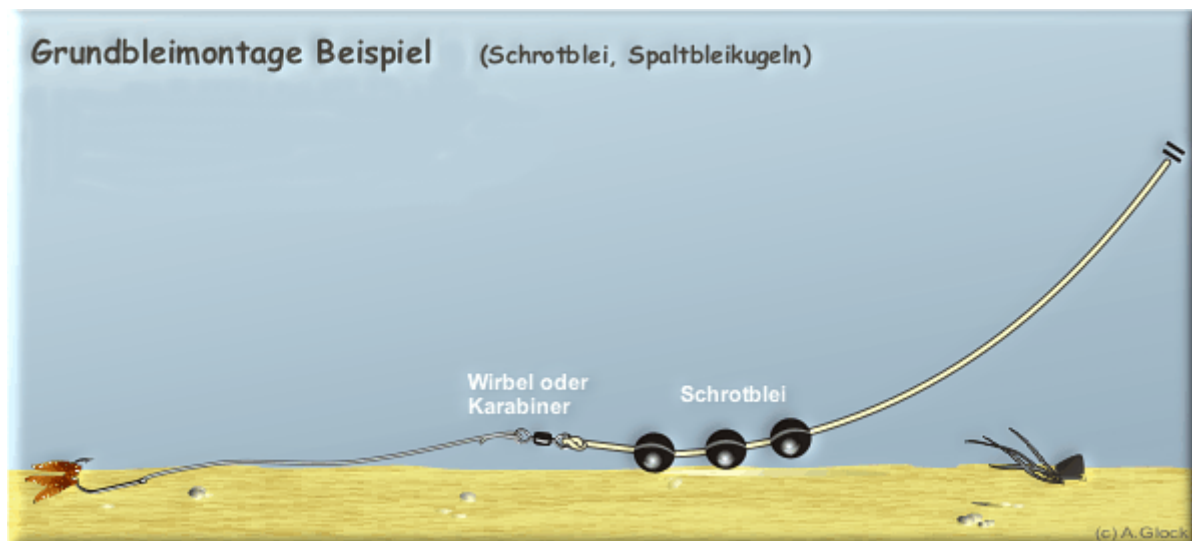 Grundbleimontage Beispiel (Schrotblei, Spaltbleikugeln)
Wirbel oder
Karabiner
Schrotblei
(c) A.Glock